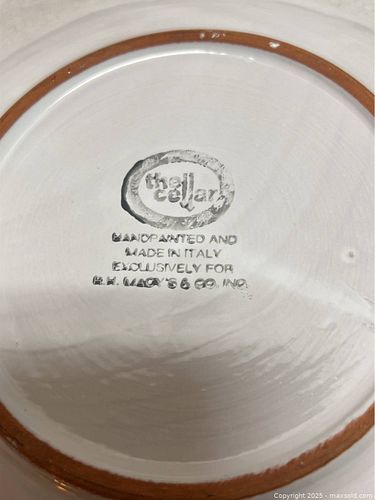 the
cellar
HANDPAINTED AND
MADE IN ITALY
EXCLUSIVELY FOR
R.H. MACY'S & CO. INC.
Copyright 2025 - maxsold.com